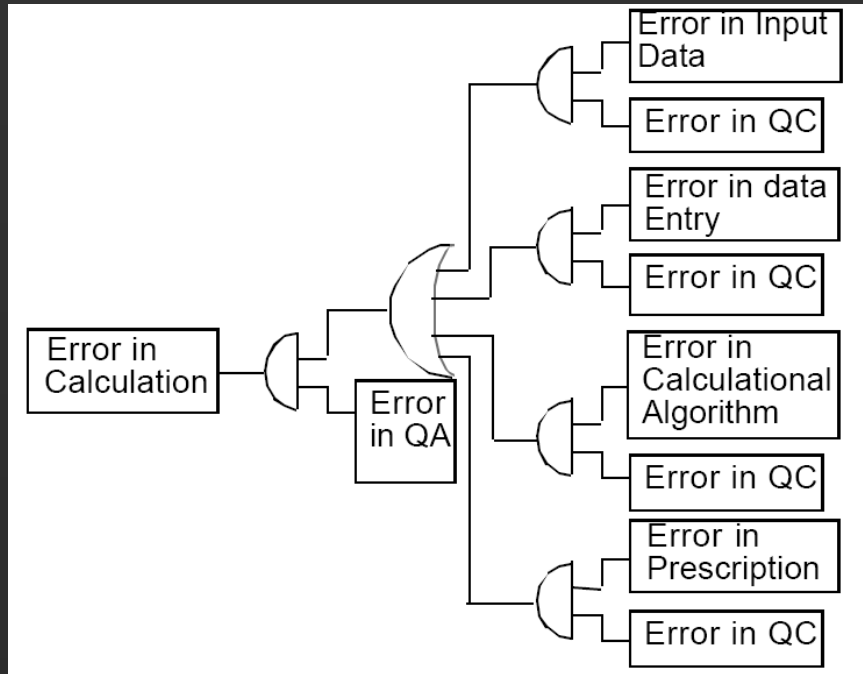 Error in Input
Data
Error in QC
Error in data
Entry
Error in QC
Error in
Calculation
Error
in QA
Error in
Calculational
Algorithm
Error in QC
Error in
Prescription
Error in QC